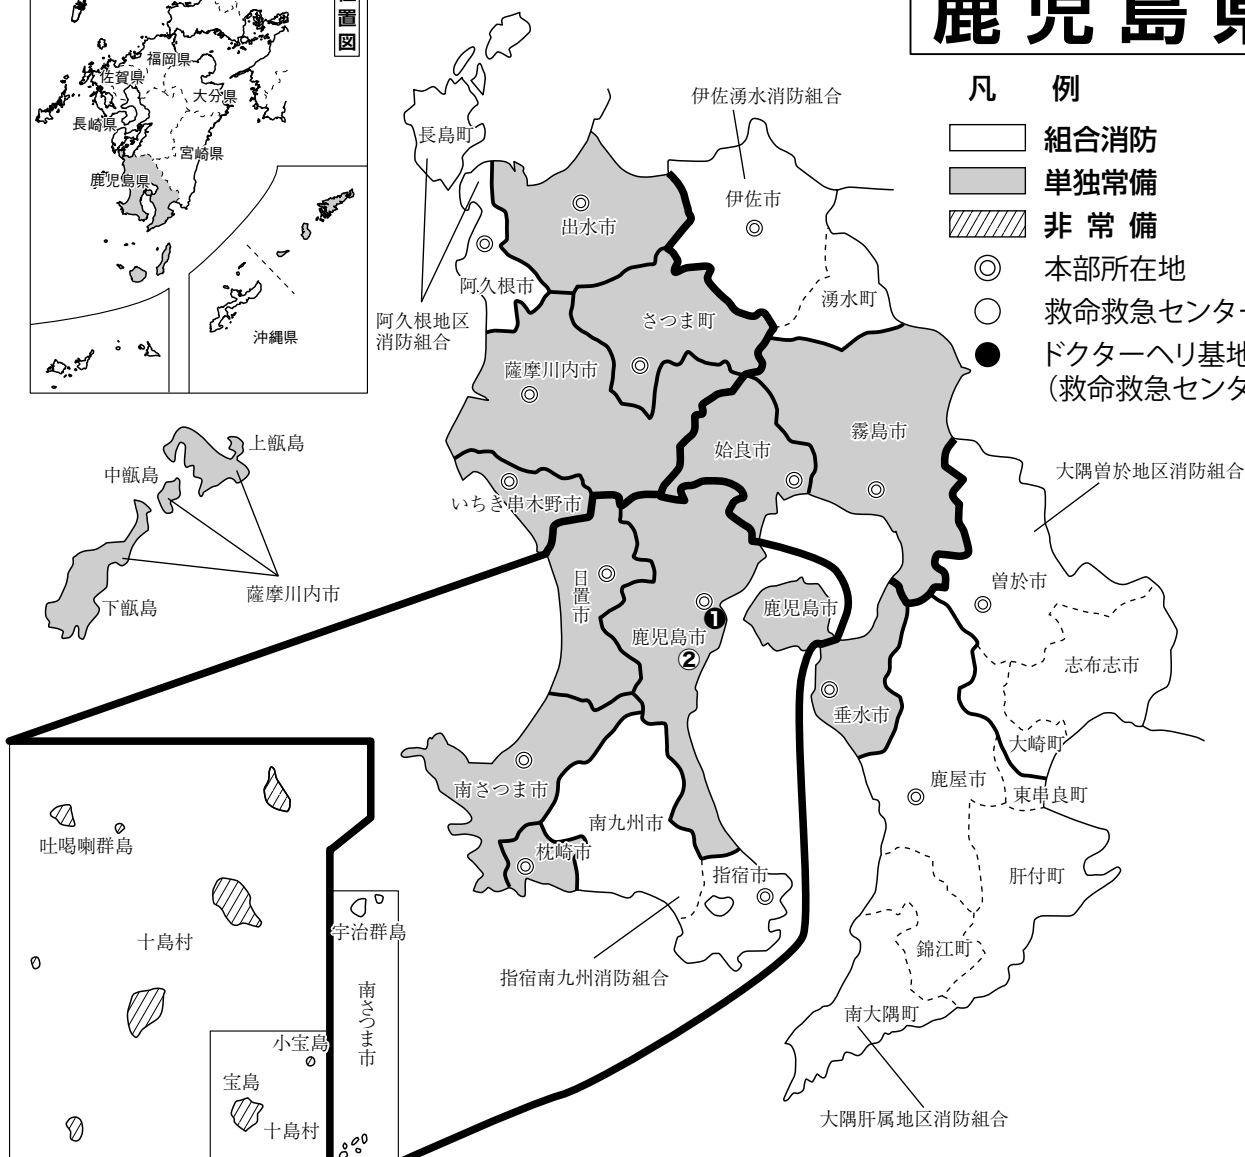 鹿児島県
置
図
福岡県
佐賀県
大分県
長崎県
宮崎県
鹿児島県
沖縄県
凡 例
組合消防
単独常備
非常備
本部所在地
救命救急センター
ドクターヘリ基地
（救命救急センタ
長島町
伊佐湧水消防組合
伊佐市
出水市
阿久根市
湧水町
さつま町
阿久根地区
消防組合
薩摩川内市
霧島市
姶良市
上甑島
中甑島
大隅曽於地区消防組合
いちき串木野市
薩摩川内市
下甑島
日置市
曽於市
鹿児島市
1
鹿児島市
2
志布志市
垂水市
大崎町
鹿屋市
東串良町
南さつま市
南九州市
枕崎市
指宿市
肝付町
吐喝喇群島
十島村
宇治群島
南さつま市
錦江町
指宿南九州消防組合
南大隅町
小宝島
宝島
十島村
大隅肝属地区消防組合